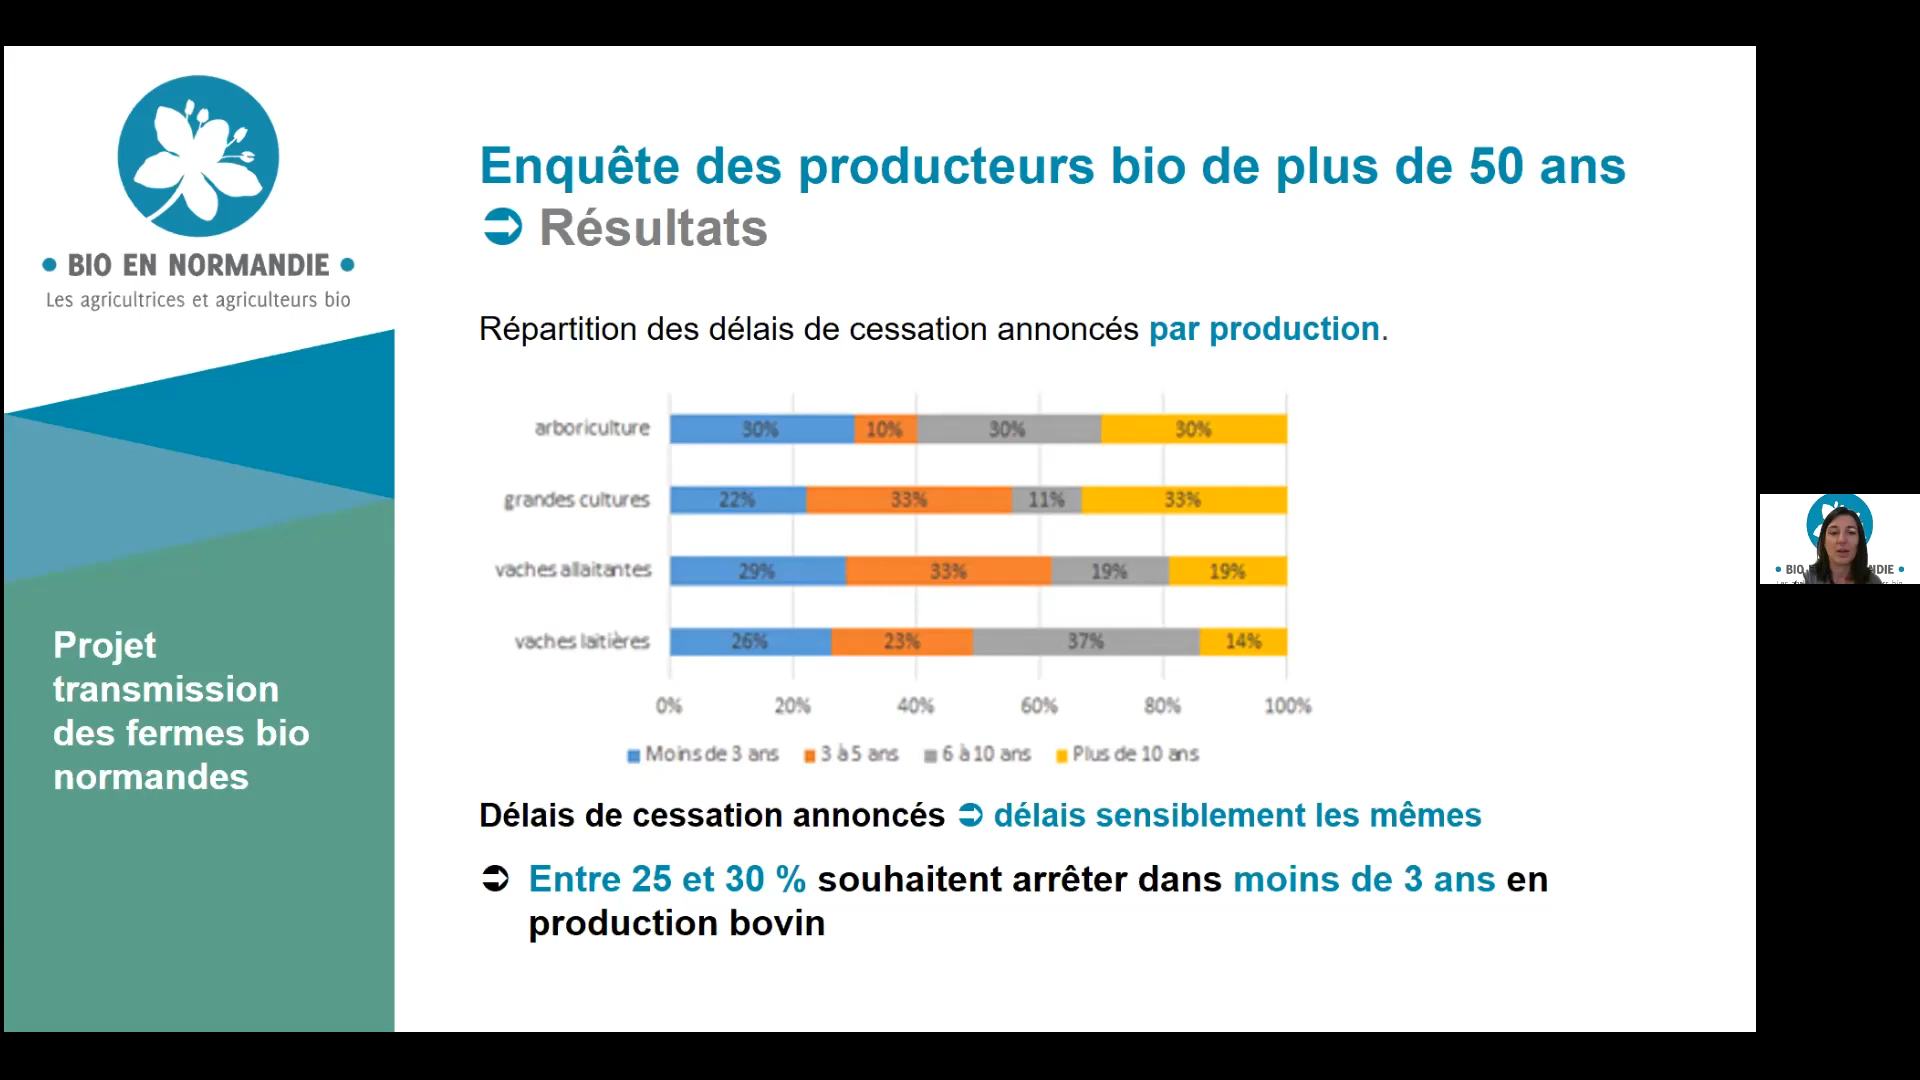 BIO EN NORMANDIE
Les agricultrices et agriculteurs bio
Projet
transmission
des fermes bio
normandes
Enquête des producteurs bio de plus de 50 ans
Résultats
Répartition des délais de cessation annoncés par production.
arboriculture 30% 10% 30% 30%
grandes cultures 22% 33% 11% 33%
vaches allaitantes 29% 33% 19% 19%
vaches laitières 26% 23% 37% 14%
0% 20% 40% 60% 80% 100%
Moins de 3 ans 3 à 5 ans 6 à 10 ans Plus de 10 ans
Délais de cessation annoncés délais sensiblement les mêmes
Entre 25 et 30 % souhaitent arrêter dans moins de 3 ans en
production bovin
BIO